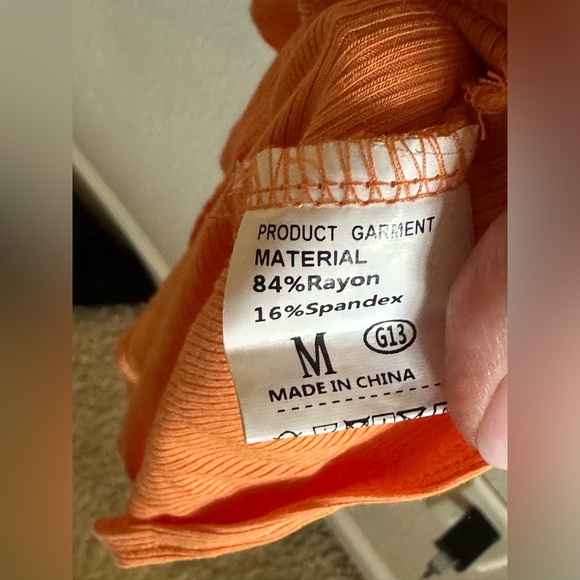 PRODUCT GARMENT
MATERIAL
84%Rayon
16%Spandex
M G13
MADE IN CHINA